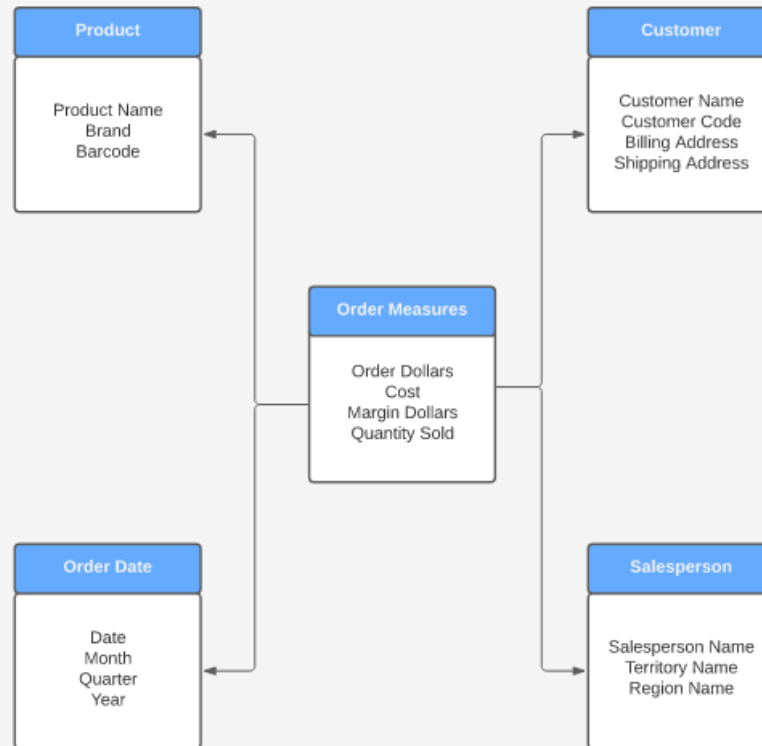 Product
Product Name
Brand
Barcode
Customer
Customer Name
Customer Code
Billing Address
Shipping Address
Order Measures
Order Dollars
Cost
Margin Dollars
Quantity Sold
Order Date
Date
Month
Quarter
Year
Salesperson
Salesperson Name
Territory Name
Region Name